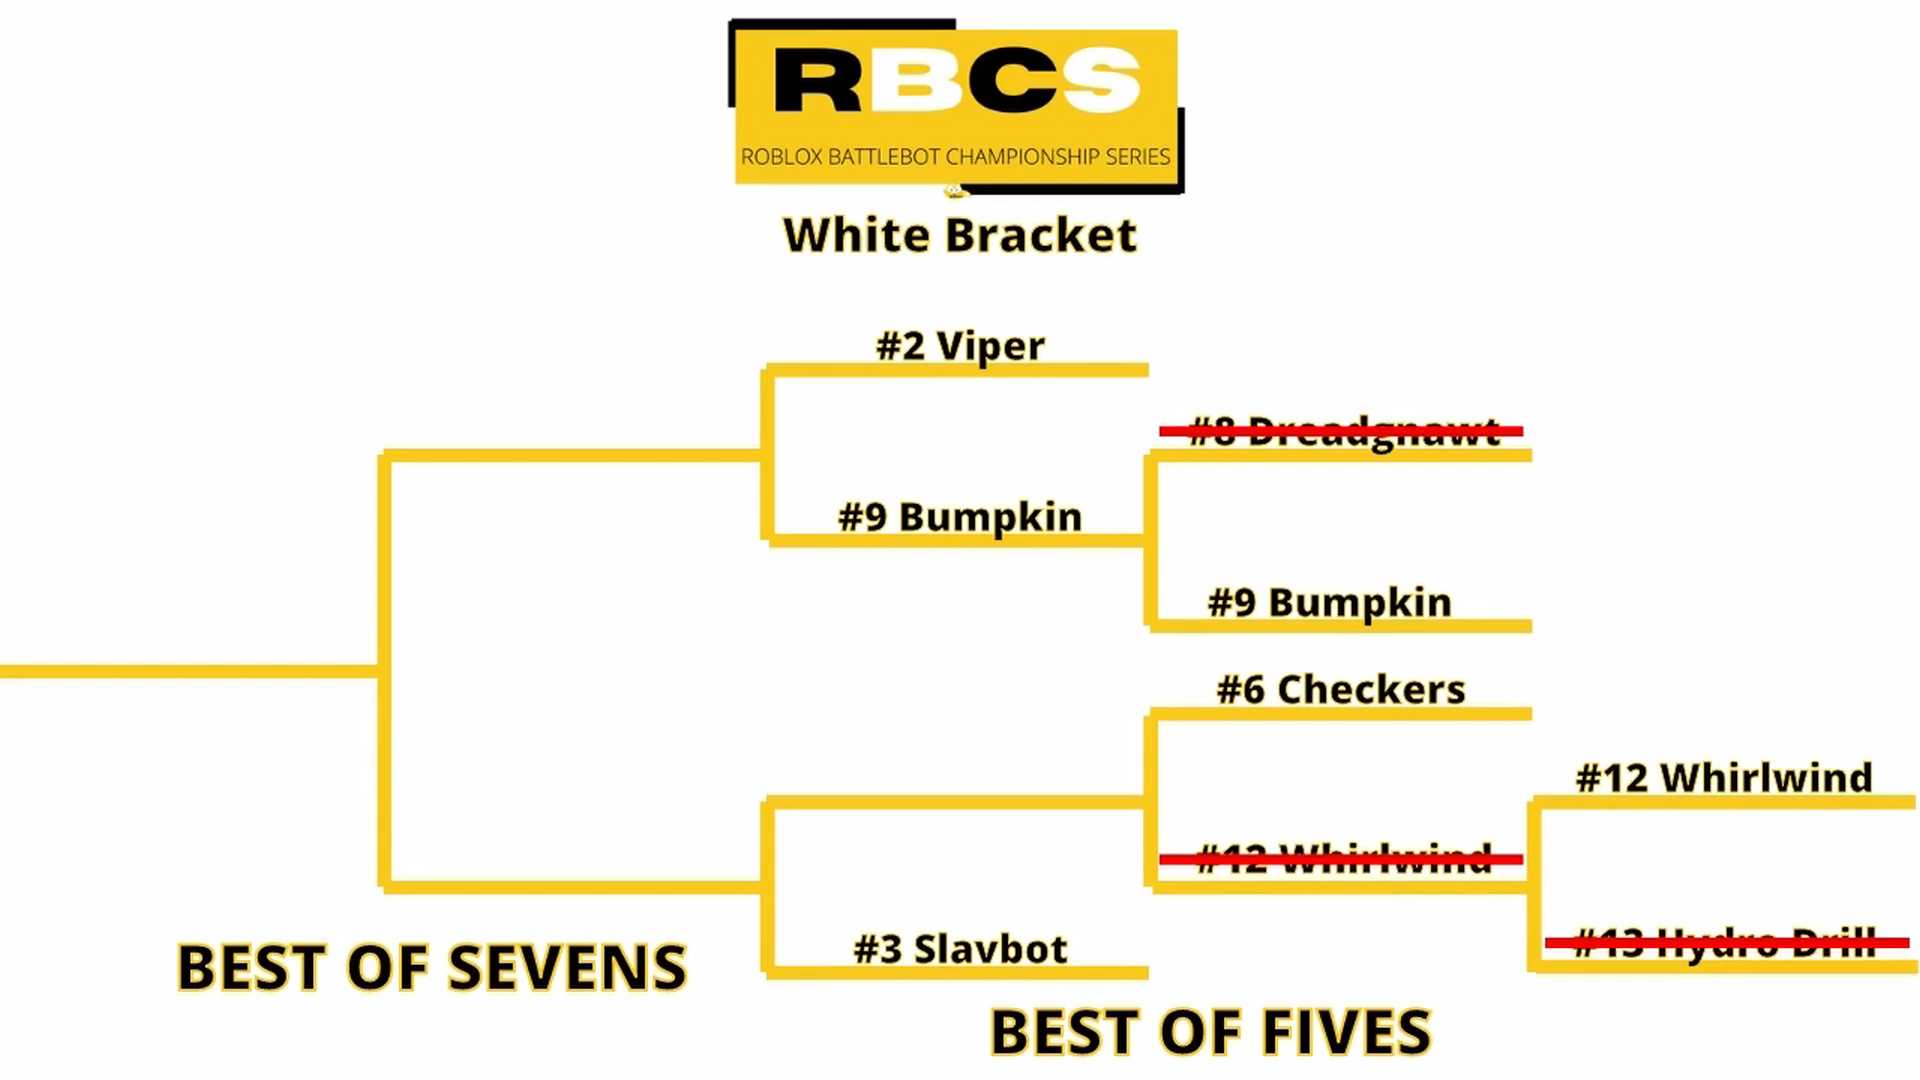 RBCS
ROBLOX BATTLEBOT CHAMPIONSHIP SERIES
White Bracket
#2 Viper
#8 Dreadgnawt
#9 Bumpkin
#9 Bumpkin
#6 Checkers
#12 Whirlwind
#12 Whirlwind
#13 Hydro Drill
#3 Slavbot
BEST OF SEVENS
BEST OF FIVES